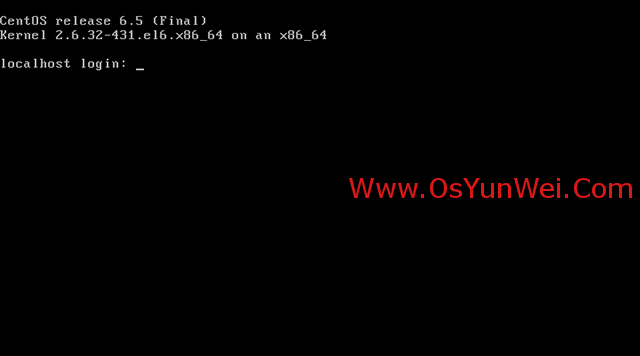 CentOS release 6.5 (Final)
Kernel 2.6.32-431.el6.x86_64 on an x86_64
localhost login: _
Www.OsYunWei.Com